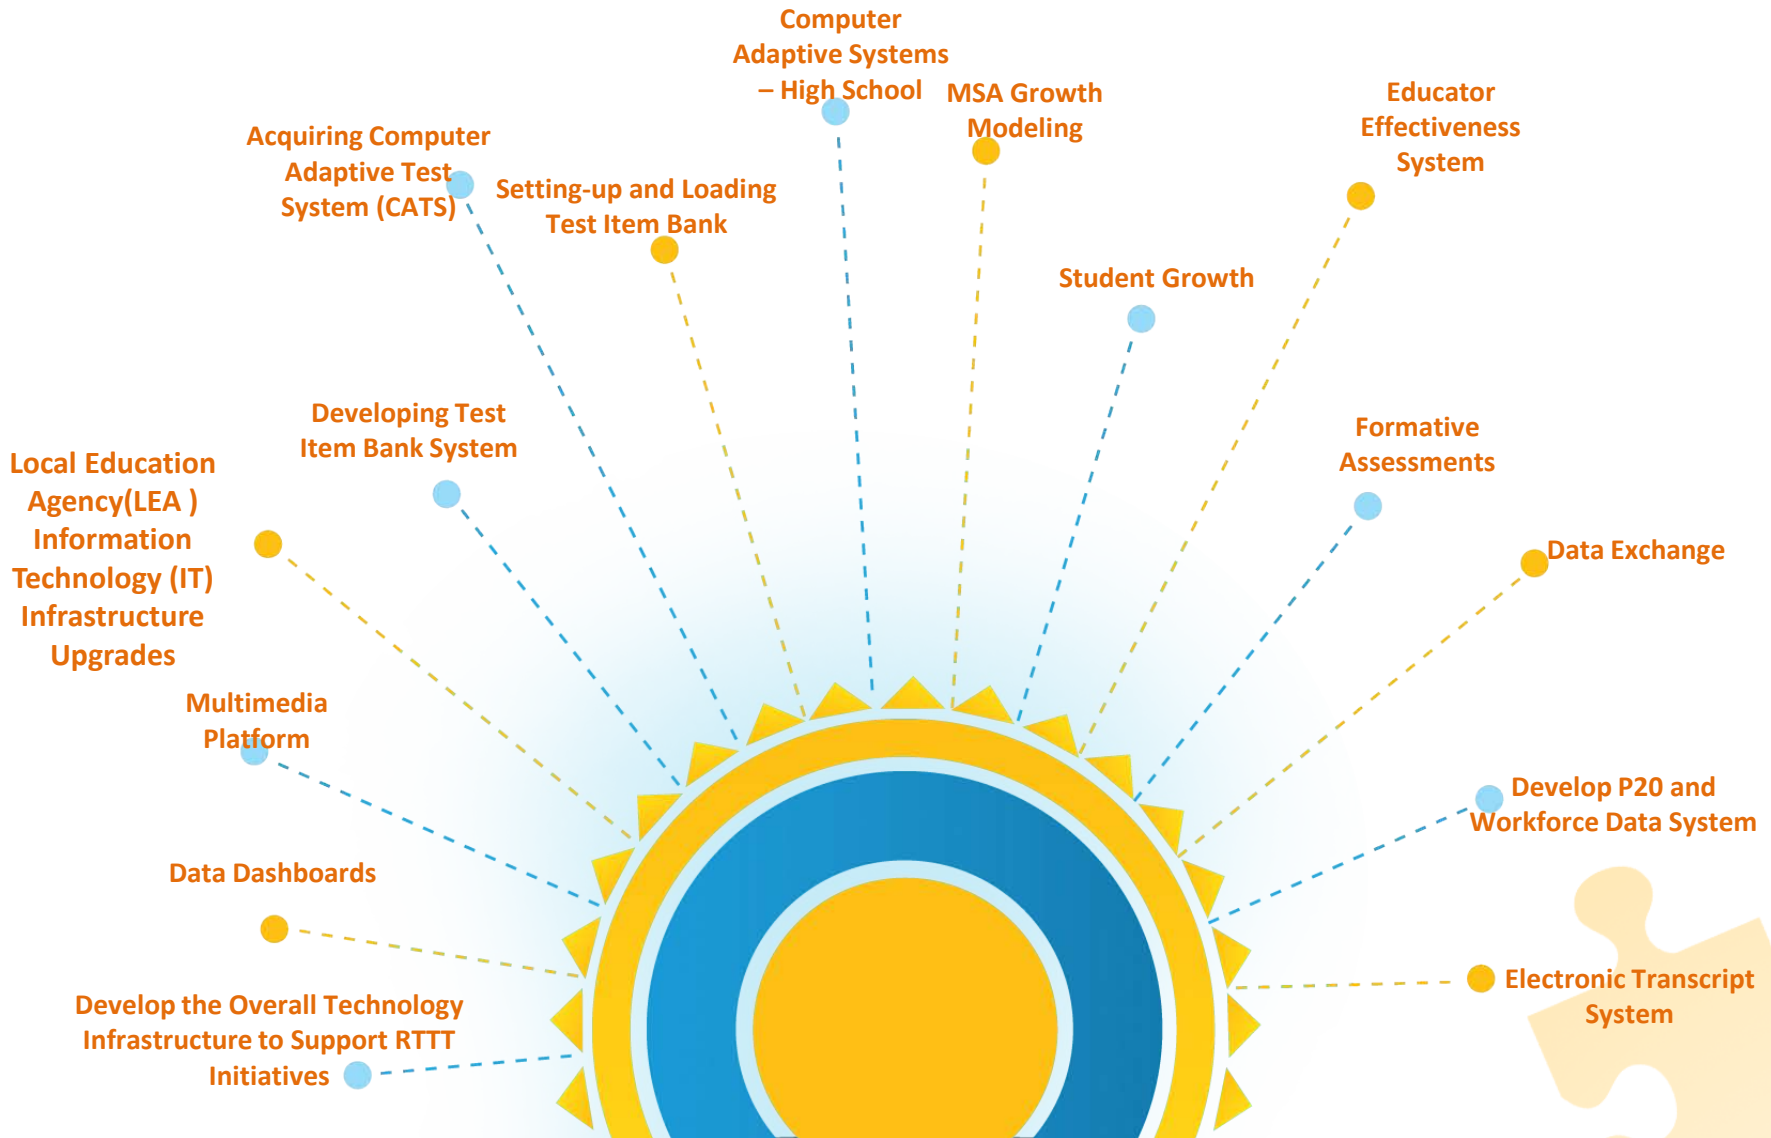 Computer
Adaptive Systems
– High School
MSA Growth
Modeling
Educator
Effectiveness
System
Acquiring Computer
Adaptive Test
System (CATS)
Setting-up and Loading
Test Item Bank
Student Growth
Developing Test
Item Bank System
Formative
Assessments
Local Education
Agency(LEA )
Information
Technology (IT)
Infrastructure
Upgrades
Data Exchange
Multimedia
Platform
Develop P20 and
Workforce Data System
Data Dashboards
Electronic Transcript
System
Develop the Overall Technology
Infrastructure to Support RTTT
Initiatives